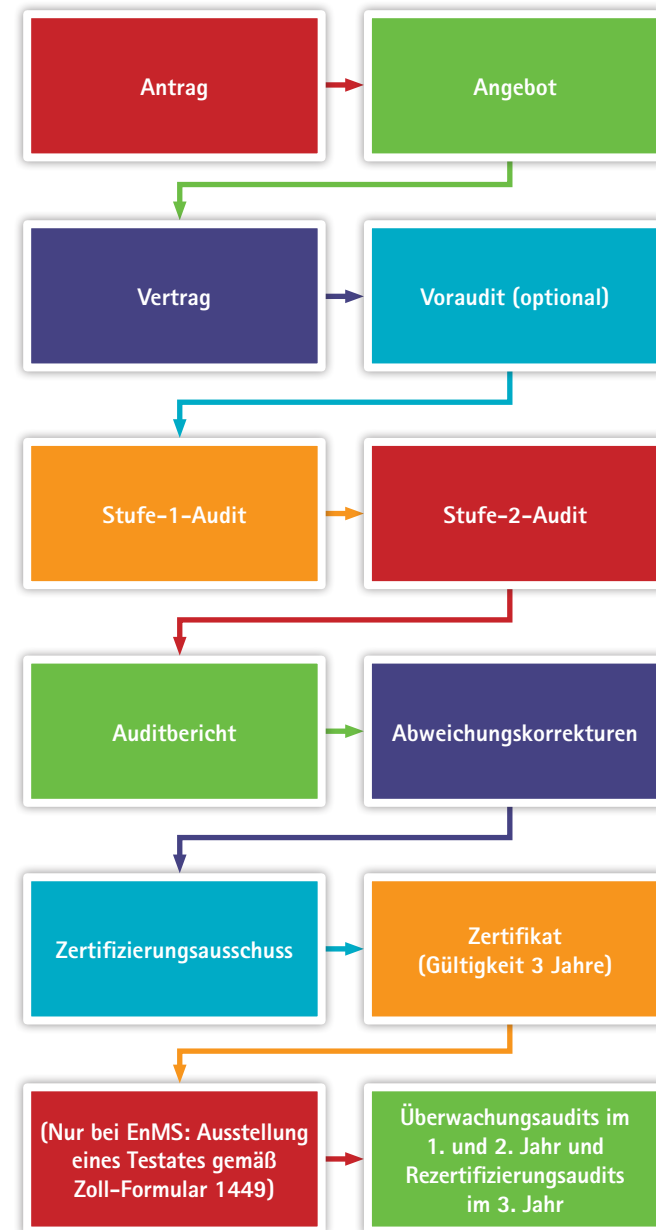 Antrag
Angebot
Vertrag
Voraudit (optional)
Stufe-1-Audit
Stufe-2-Audit
Auditbericht
Abweichungskorrekturen
Zertifizierungsausschuss
Zertifikat
(Gültigkeit 3 Jahre)
(Nur bei EnMS: Ausstellung
eines Testates gemäß
Zoll-Formular 1449)
Überwachungsaudits im
1. und 2. Jahr und
Rezertifizierungsaudits
im 3. Jahr